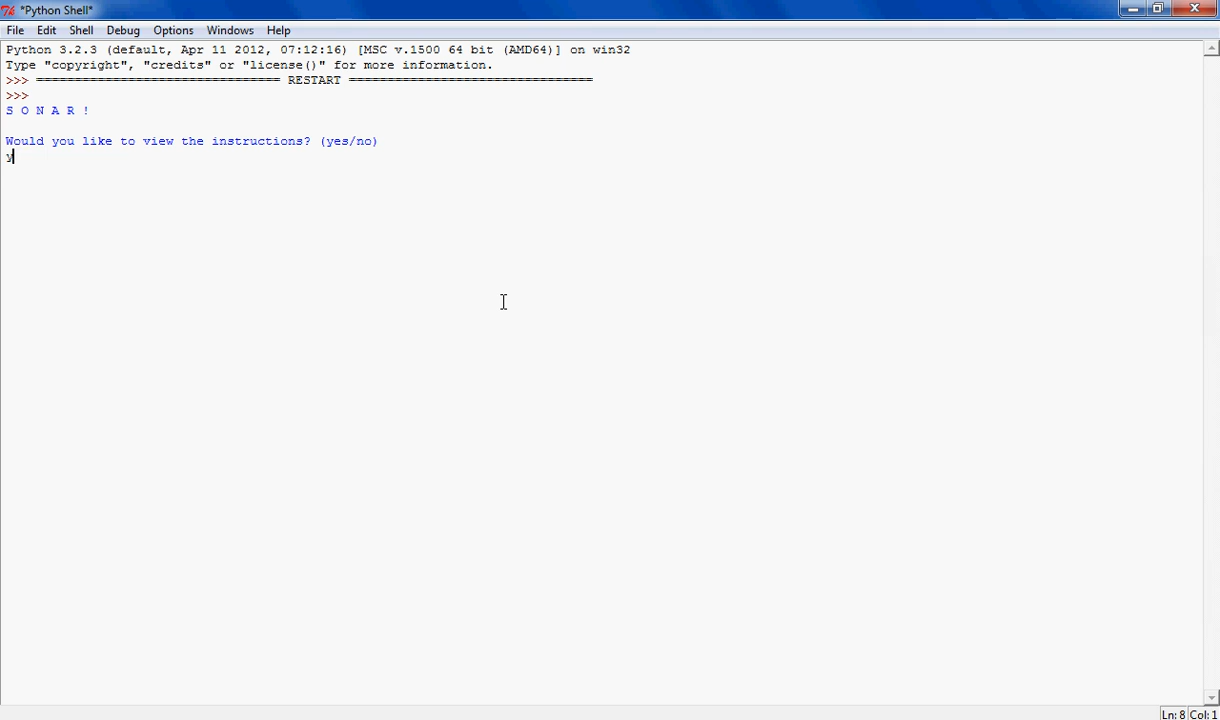 *Python Shell*
File Edit Shell Debug Options Windows Help
Python 3.2.3 (default, Apr 11 2012, 07:12:16) [MSC v.1500 64 bit (AMD64)] on win32
Type "copyright", "credits" or "license()" for more information.
>>> ================================ RESTART ================================
>>>
S O N A R !
Would you like to view the instructions? (yes/no)
y
Ln: 8 Col: 1